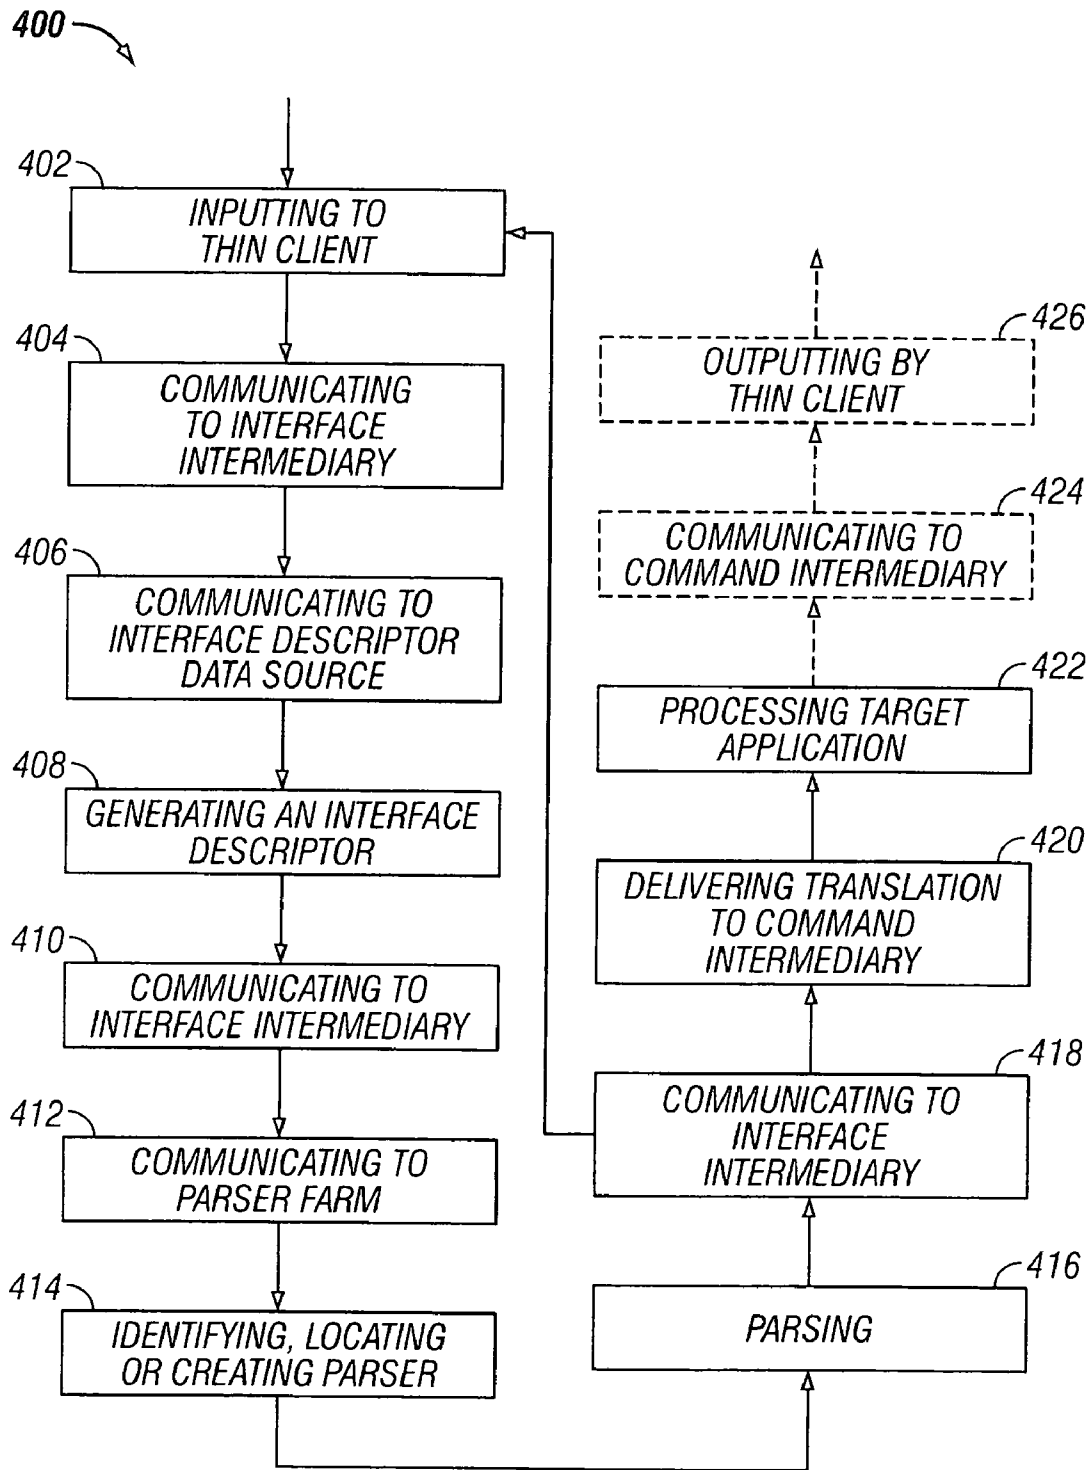 400
402
INPUTTING TO
THIN CLIENT
404
COMMUNICATING
TO INTERFACE
INTERMEDIARY
406
COMMUNICATING TO
INTERFACE DESCRIPTOR
DATA SOURCE
408
GENERATING AN INTERFACE
DESCRIPTOR
410
COMMUNICATING TO
INTERFACE INTERMEDIARY
412
COMMUNICATING TO
PARSER FARM
414
IDENTIFYING, LOCATING
OR CREATING PARSER
426
OUTPUTTING BY
THIN CLIENT
424
COMMUNICATING TO
COMMAND INTERMEDIARY
422
PROCESSING TARGET
APPLICATION
420
DELIVERING TRANSLATION
TO COMMAND
INTERMEDIARY
418
COMMUNICATING TO
INTERFACE
INTERMEDIARY
416
PARSING